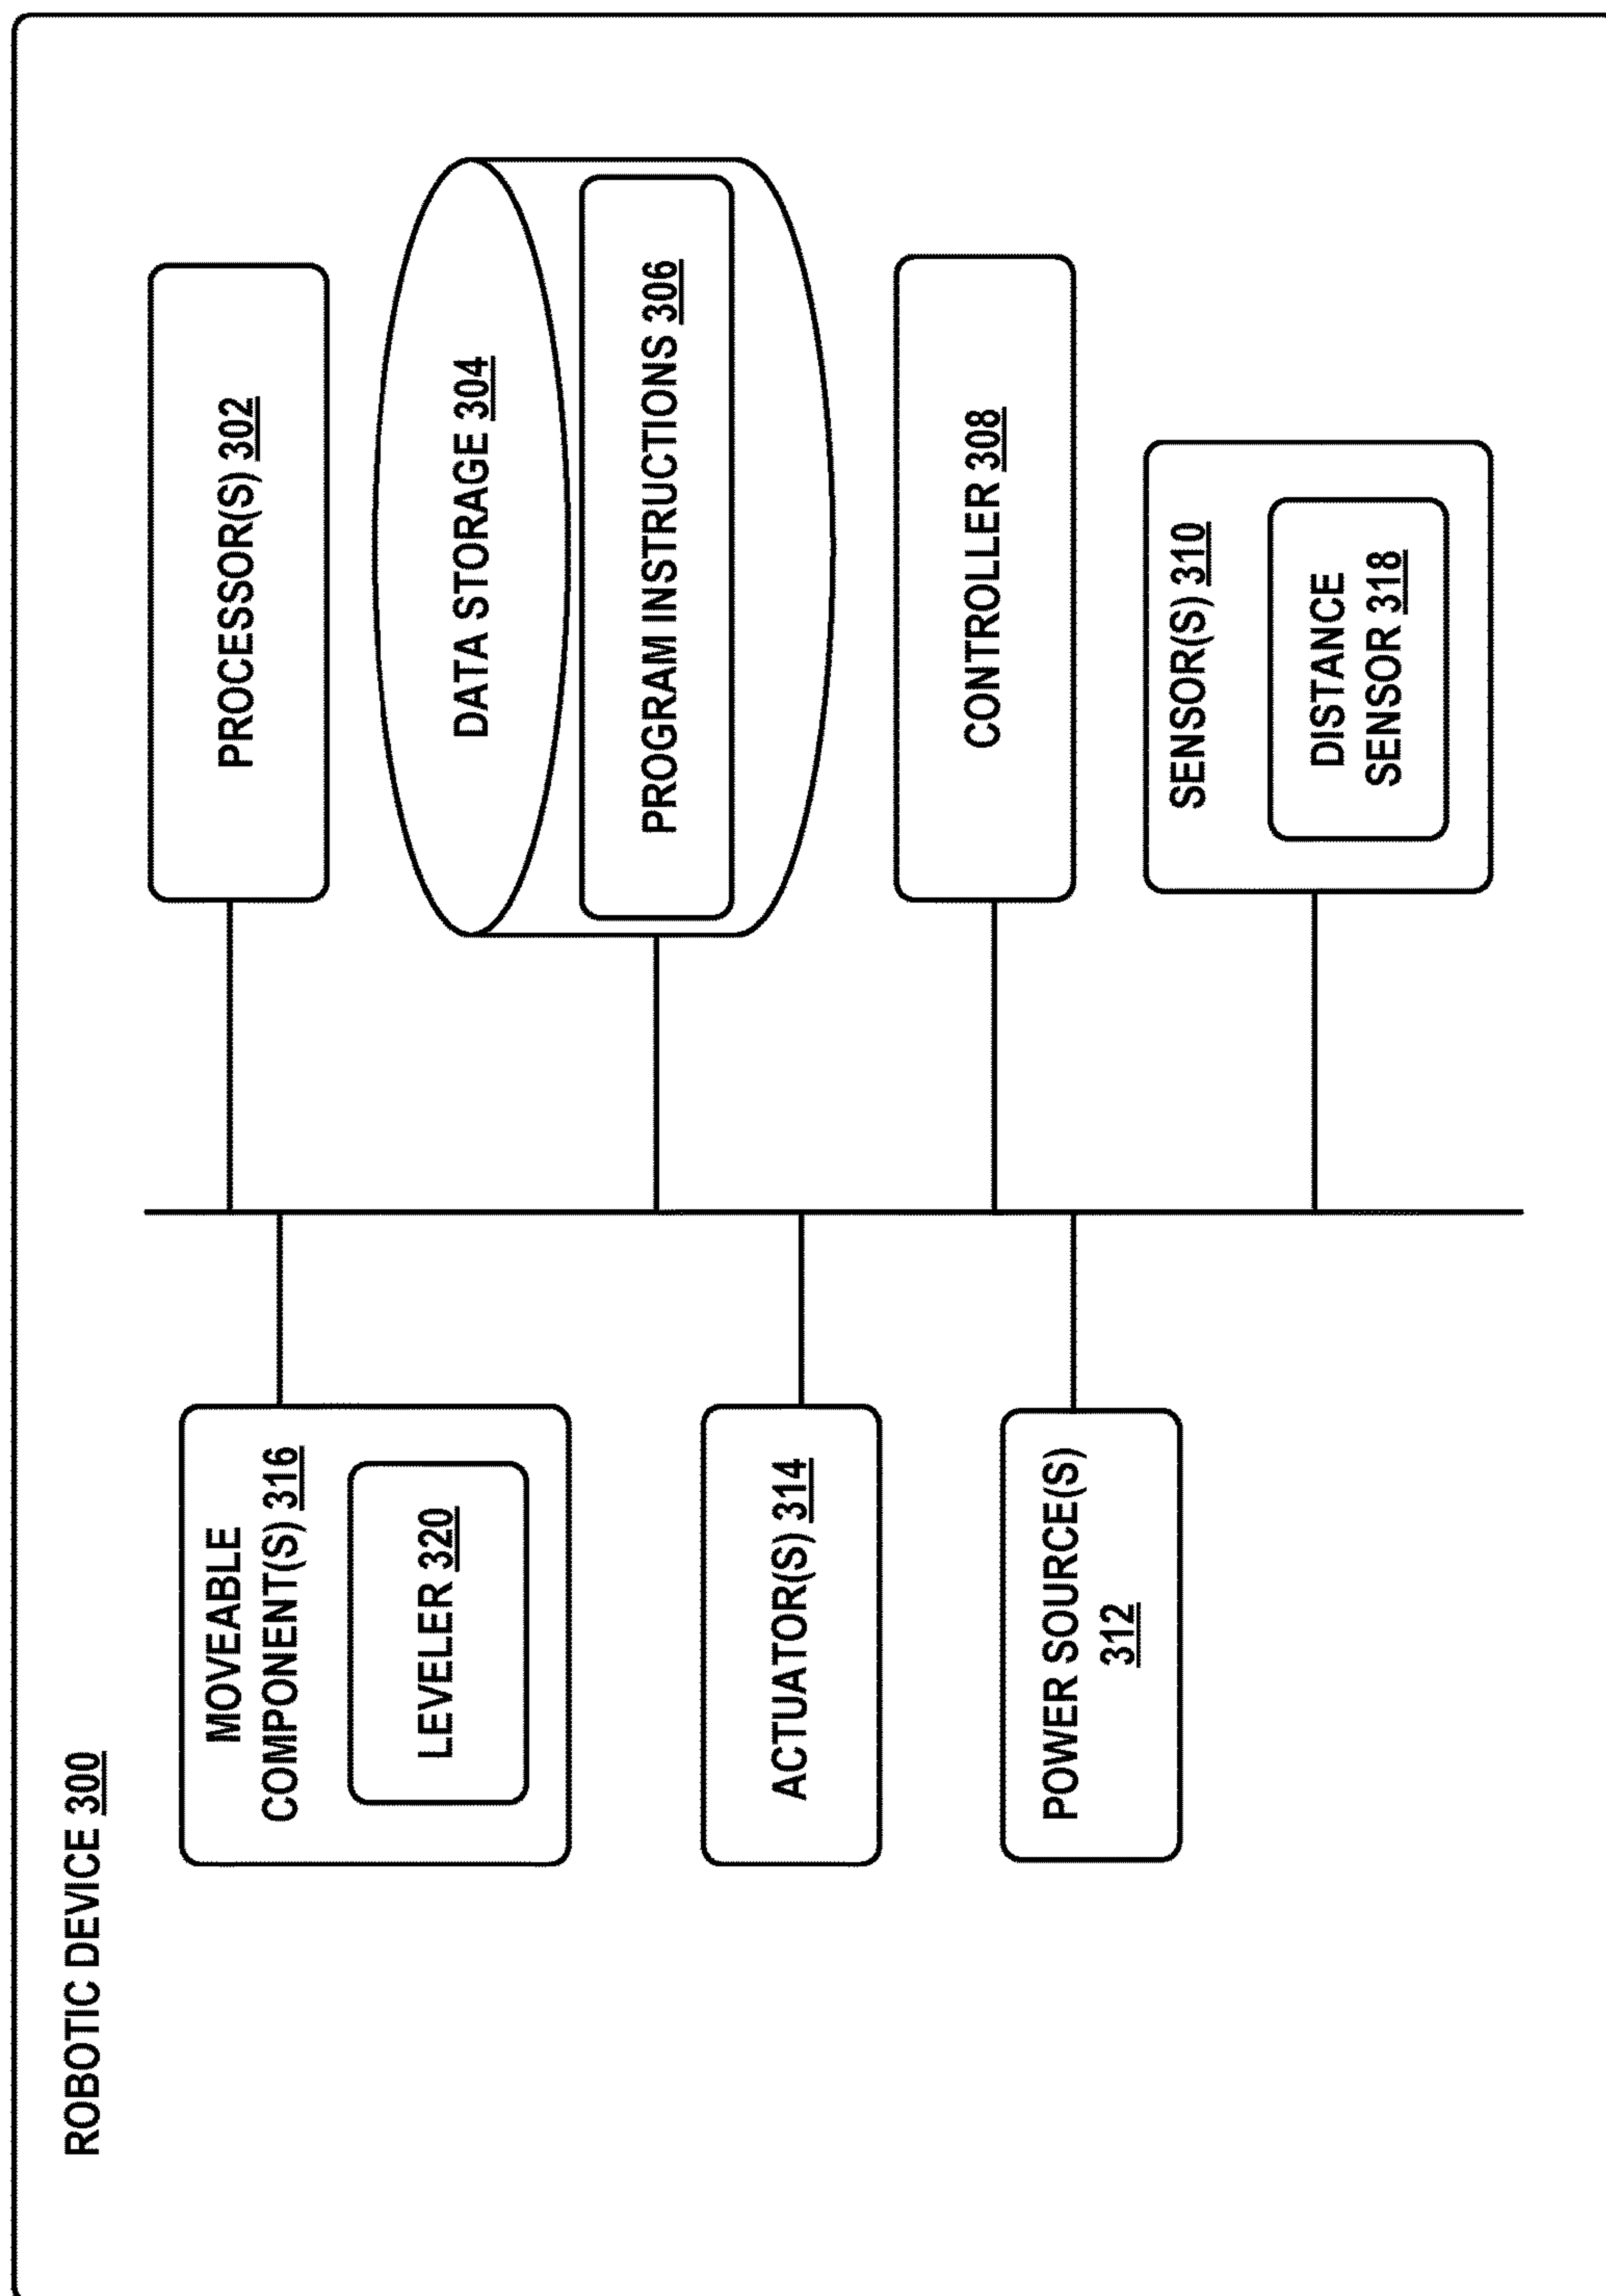 ROBOTIC DEVICE 300
MOVEABLE
COMPONENT(S) 316
LEVELER 320
ACTUATOR(S) 314
POWER SOURCE(S)
312
PROCESSOR(S) 302
DATA STORAGE 304
PROGRAM INSTRUCTIONS 306
CONTROLLER 308
SENSOR(S) 310
DISTANCE
SENSOR 318